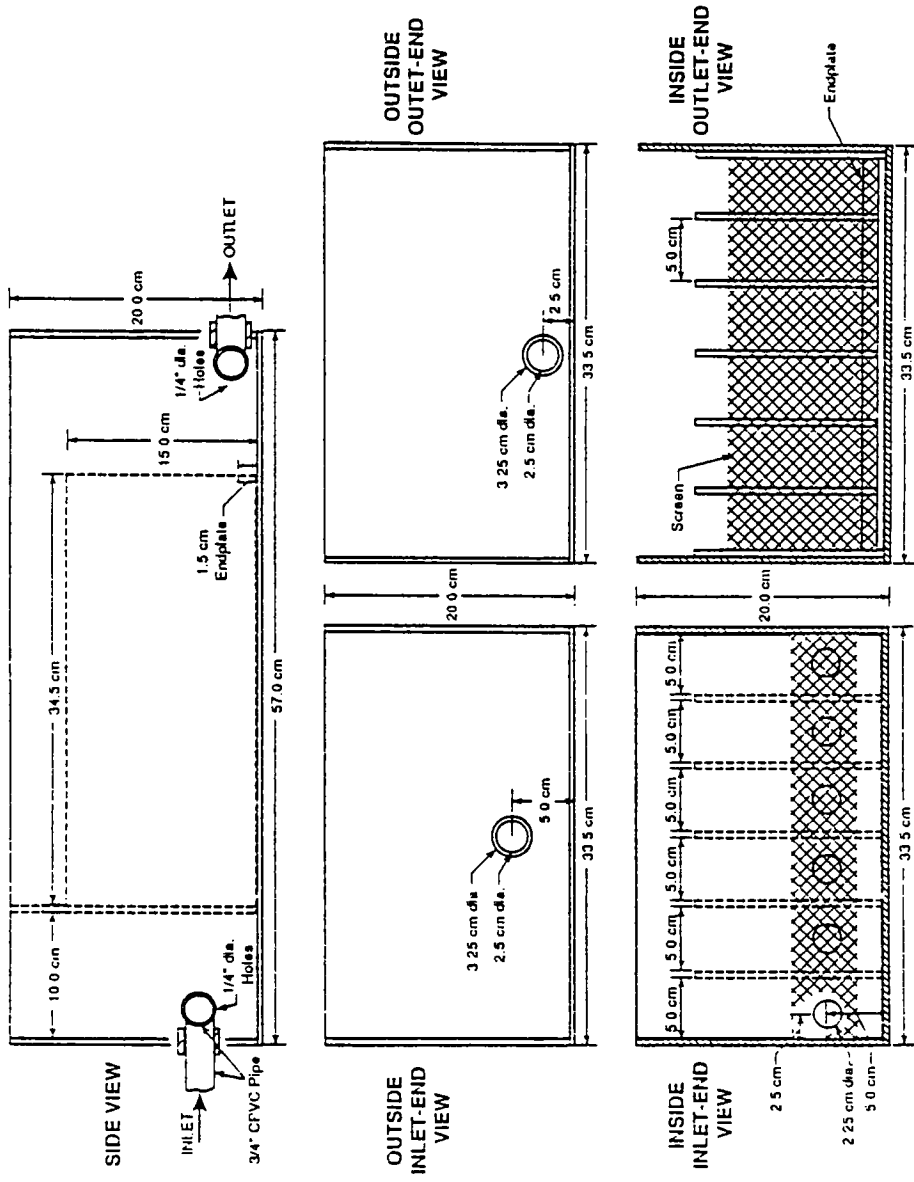 SIDE VIEW
INLET
3/4" CFVC Pipe
10 0 cm
1/4" dia.
Holes
34.5 cm
57.0 cm
1.5 cm
Endplate
15 0 cm
1/4" dia.
Holes
20 0 cm
OUTLET
OUTSIDE
INLET-END
VIEW
3 25 cm dia.
2.5 cm dia.
5 0 cm
33 5 cm
20 0 cm
3 25 cm dia.
2.5 cm dia.
2 5 cm
33 5 cm
OUTSIDE
OUTET-END
VIEW
INSIDE
INLET-END
VIEW
5 0 cm
5 0 cm
5.0 cm
5.0 cm
5.0 cm
5 0 cm
2 5 cm
2 25 cm dia.
5 0 cm
33 5 cm
20.0 cm
Screen
5 0 cm
33.5 cm
Endplate
INSIDE
OUTLET-END
VIEW